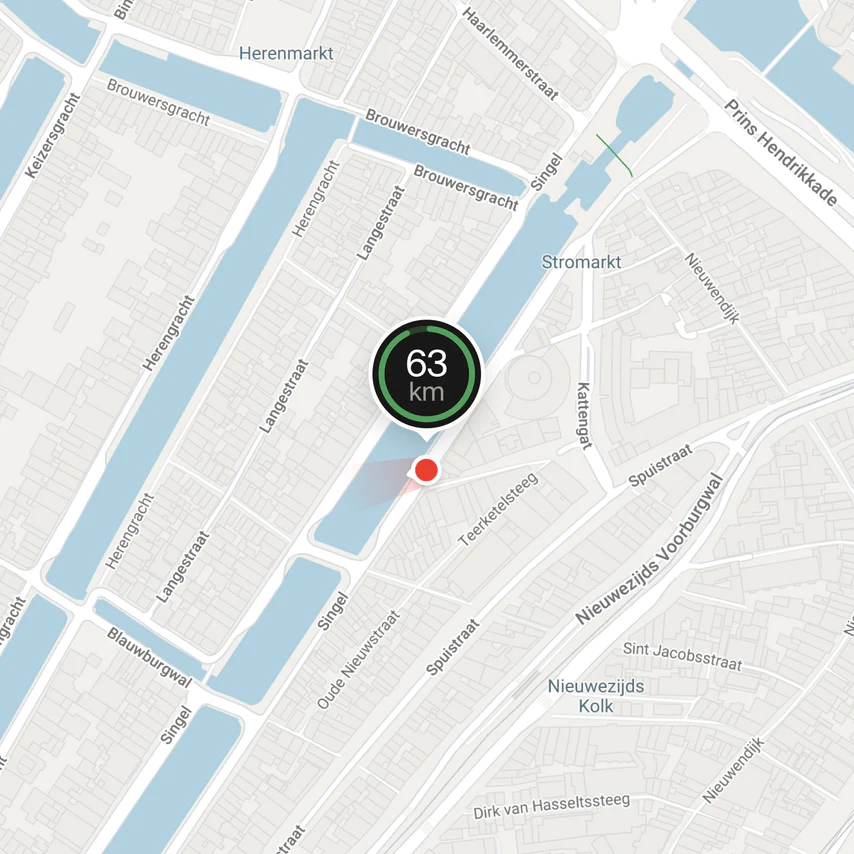 Haarlemmerstraat
Herenmarkt
Brouwersgracht
Keizersgracht
Brouwersgracht
Prins Hendrikkade
Brouwersgracht
Singel
Herengracht
Langestraat
Stromarkt
Nieuwendijk
Herengracht
63
km
Langestraat
Kattengat
Spuistraat
Teerketelsteeg
Nieuwezijds Voorburgwal
Herengracht
Langestraat
Singel
Oude Nieuwstraat
Spuistraat
Blauwburgwal
Sint Jacobsstraat
Nieuwezijds
Kolk
Singel
Nieuwendijk
Dirk van Hasseltssteeg
straat
gracht